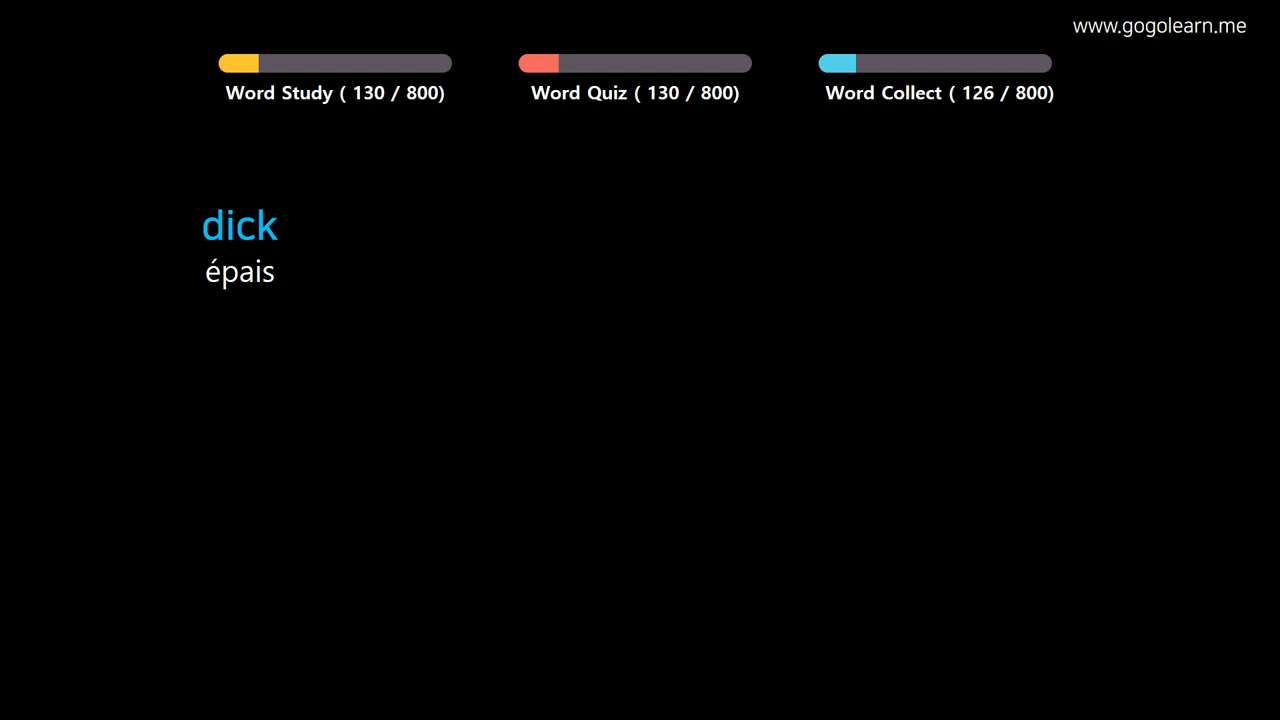 www.gogolearn.me
Word Study ( 130 / 800)
Word Quiz ( 130 / 800)
Word Collect ( 126 / 800)
dick
épais